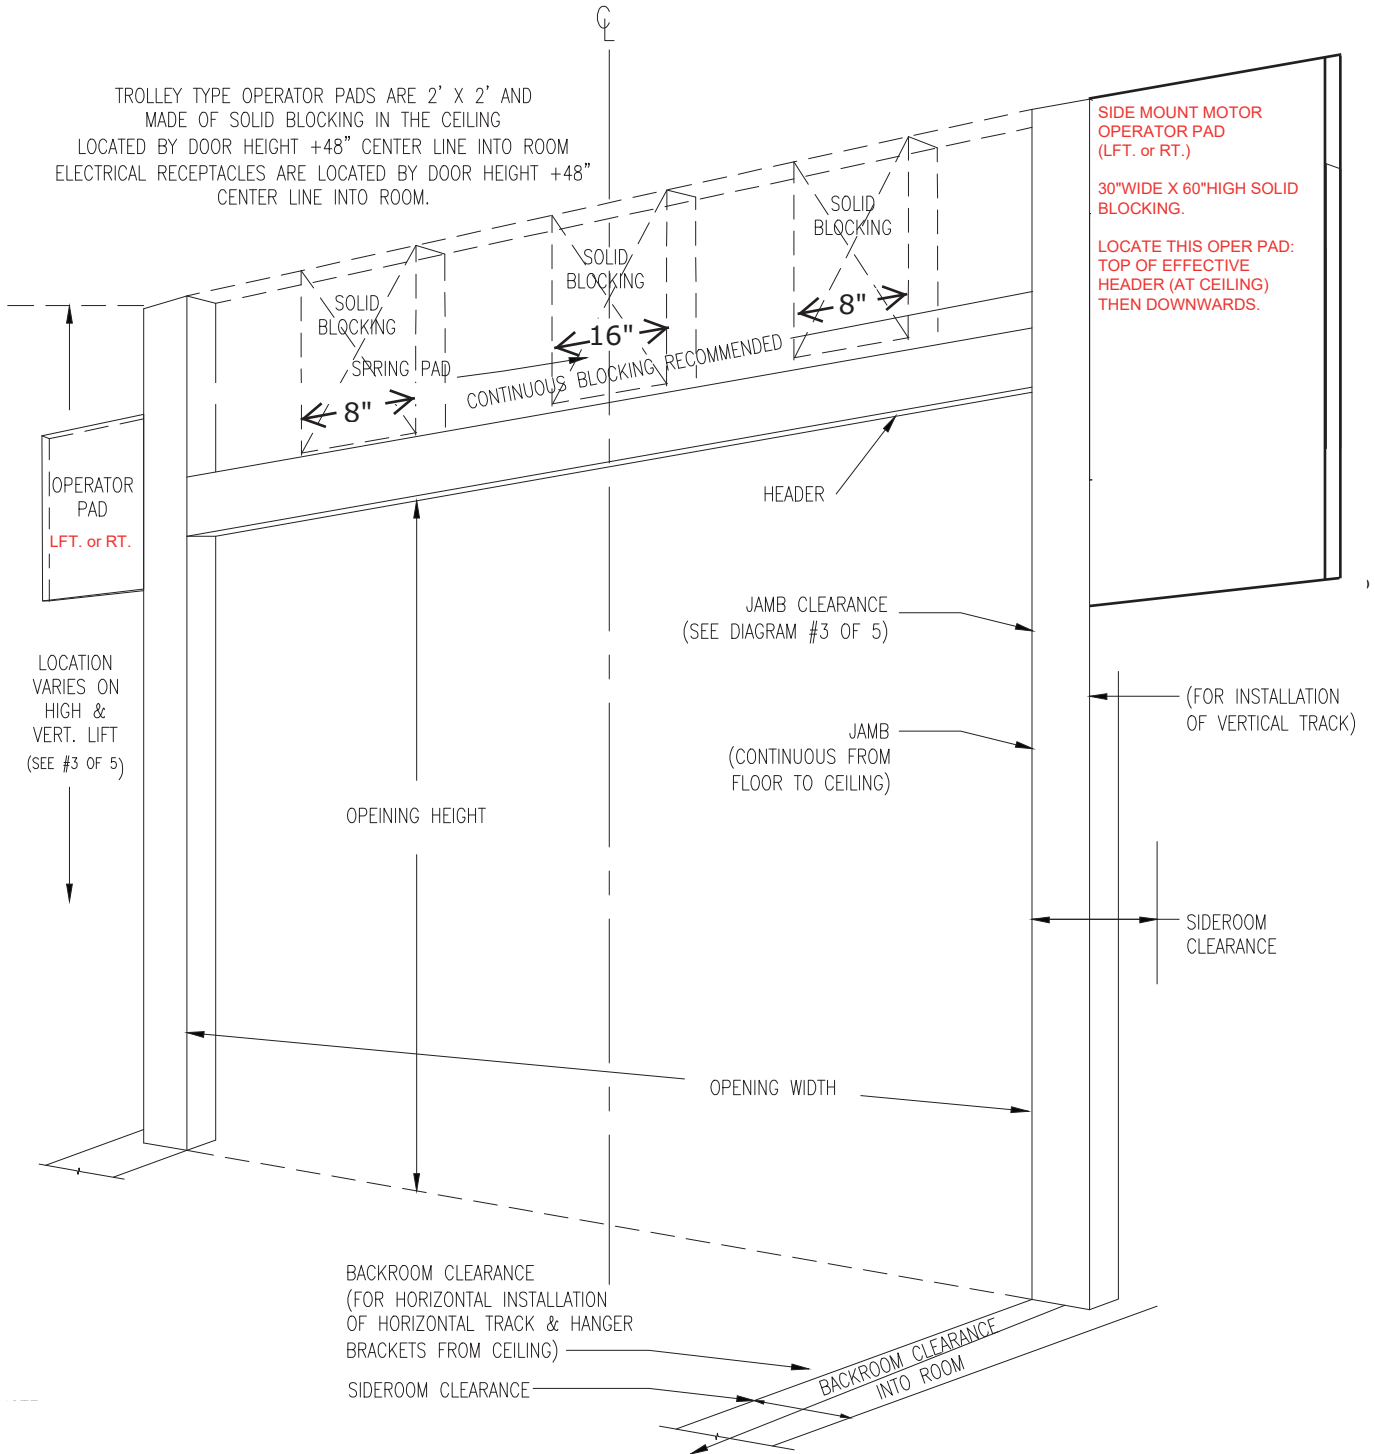 ℄
TROLLEY TYPE OPERATOR PADS ARE 2' X 2' AND
MADE OF SOLID BLOCKING IN THE CEILING
LOCATED BY DOOR HEIGHT +48" CENTER LINE INTO ROOM
ELECTRICAL RECEPTACLES ARE LOCATED BY DOOR HEIGHT +48"
CENTER LINE INTO ROOM.
SIDE MOUNT MOTOR
OPERATOR PAD
(LFT. or RT.)
30"WIDE X 60"HIGH SOLID
BLOCKING.
LOCATE THIS OPER PAD:
TOP OF EFFECTIVE
HEADER (AT CEILING)
THEN DOWNWARDS.
SOLID
BLOCKING
8"
SOLID
BLOCKING
16"
SOLID
BLOCKING
SPRING PAD
8"
CONTINUOUS BLOCKING RECOMMENDED
HEADER
OPERATOR
PAD
LFT. or RT.
JAMB CLEARANCE
(SEE DIAGRAM #3 OF 5)
LOCATION
VARIES ON
HIGH &
VERT. LIFT
(SEE #3 OF 5)
(FOR INSTALLATION
OF VERTICAL TRACK)
JAMB
(CONTINUOUS FROM
FLOOR TO CEILING)
OPEINING HEIGHT
SIDEROOM
CLEARANCE
OPENING WIDTH
BACKROOM CLEARANCE
(FOR HORIZONTAL INSTALLATION
OF HORIZONTAL TRACK & HANGER
BRACKETS FROM CEILING)
SIDEROOM CLEARANCE
BACKROOM CLEARANCE
INTO ROOM